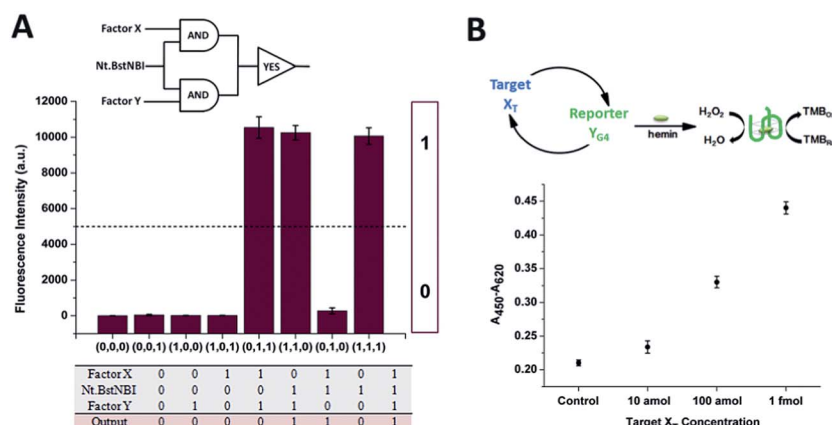 A
Factor X
AND
Nt.BstNBI
YES
AND
Factor Y
12000
10000
8000
6000
4000
2000
0
Fluorescence Intensity (a.u.)
1
0
(0,0,0) (0,0,1) (1,0,0) (1,0,1) (0,1,1) (1,1,0) (0,1,0) (1,1,1)
Factor X 0 0 1 1 0 1 0 1
Nt.BstNBI 0 0 0 0 1 1 1 1
Factor Y 0 1 0 1 1 0 0 1
Output 0 0 0 0 1 1 0 1
B
Target
XT
Reporter
YG4
hemin
H2O2
H2O
TMBO
TMBR
0.45
0.40
0.35
0.30
0.25
0.20
A450-A620
Control 10 amol 100 amol 1 fmol
Target XT Concentration